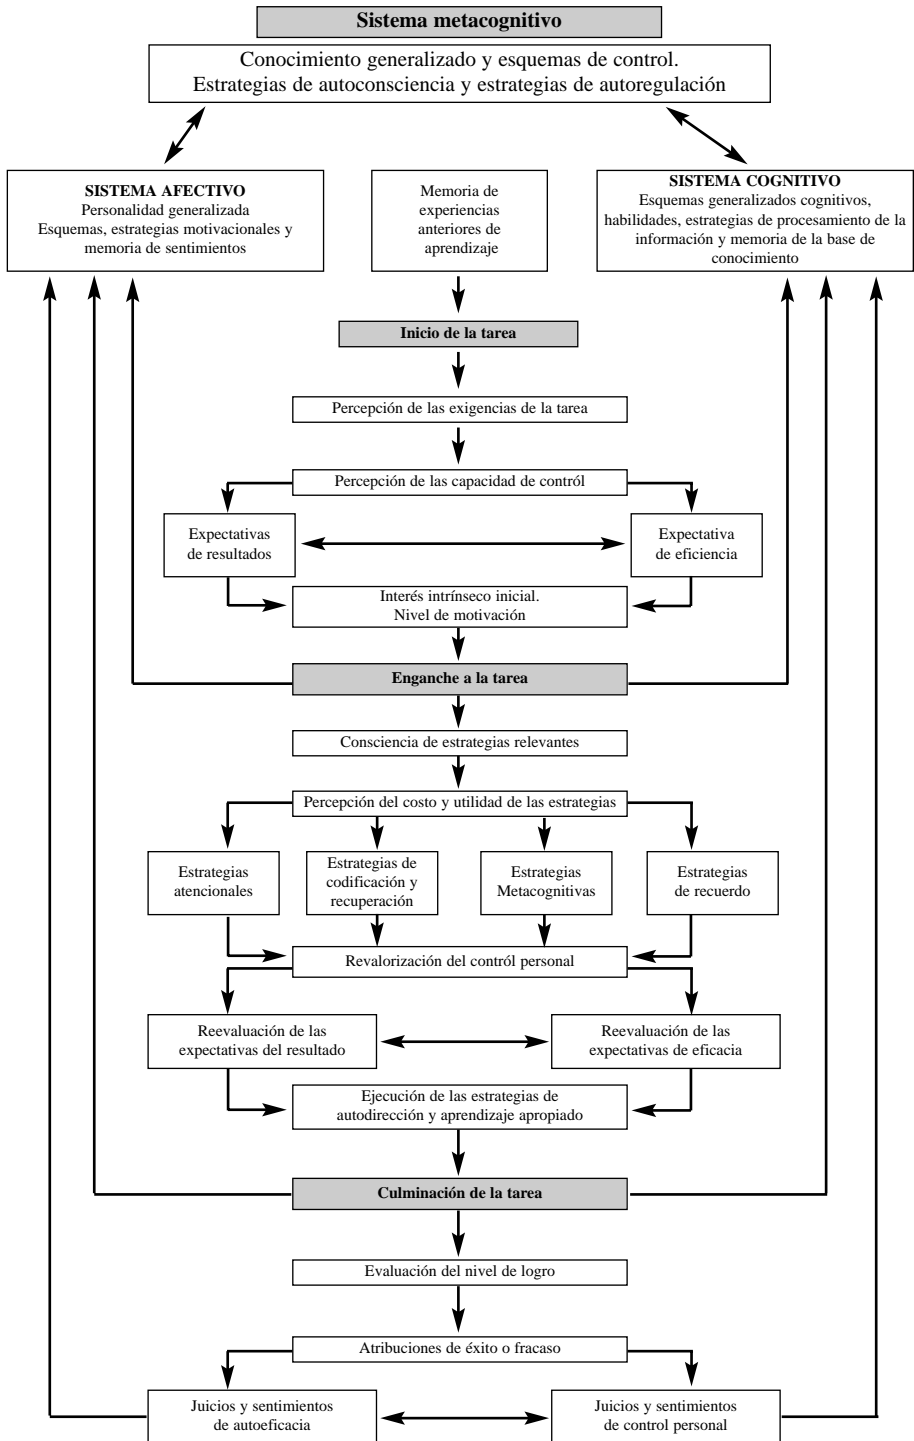 Sistema metacognitivo
Conocimiento generalizado y esquemas de control.
Estrategias de autoconsciencia y estrategias de autoregulación
SISTEMA AFECTIVO
Personalidad generalizada
Esquemas, estrategias motivacionales y
memoria de sentimientos
Memoria de
experiencias
anteriores de
aprendizaje
SISTEMA COGNITIVO
Esquemas generalizados cognitivos,
habilidades, estrategias de procesamiento de la
información y memoria de la base de
conocimiento
Inicio de la tarea
Percepción de las exigencias de la tarea
Percepción de las capacidad de contról
Expectativas
de resultados
Expectativa
de eficiencia
Interés intrínseco inicial.
Nivel de motivación
Enganche a la tarea
Consciencia de estrategias relevantes
Percepción del costo y utilidad de las estrategias
Estrategias
atencionales
Estrategias de
codificación y
recuperación
Estrategias
Metacognitivas
Estrategias
de recuerdo
Revalorización del contról personal
Reevaluación de las
expectativas del resultado
Reevaluación de las
expectativas de eficacia
Ejecución de las estrategias de
autodirección y aprendizaje apropiado
Culminación de la tarea
Evaluación del nivel de logro
Atribuciones de éxito o fracaso
Juicios y sentimientos
de autoeficacia
Juicios y sentimientos
de control personal